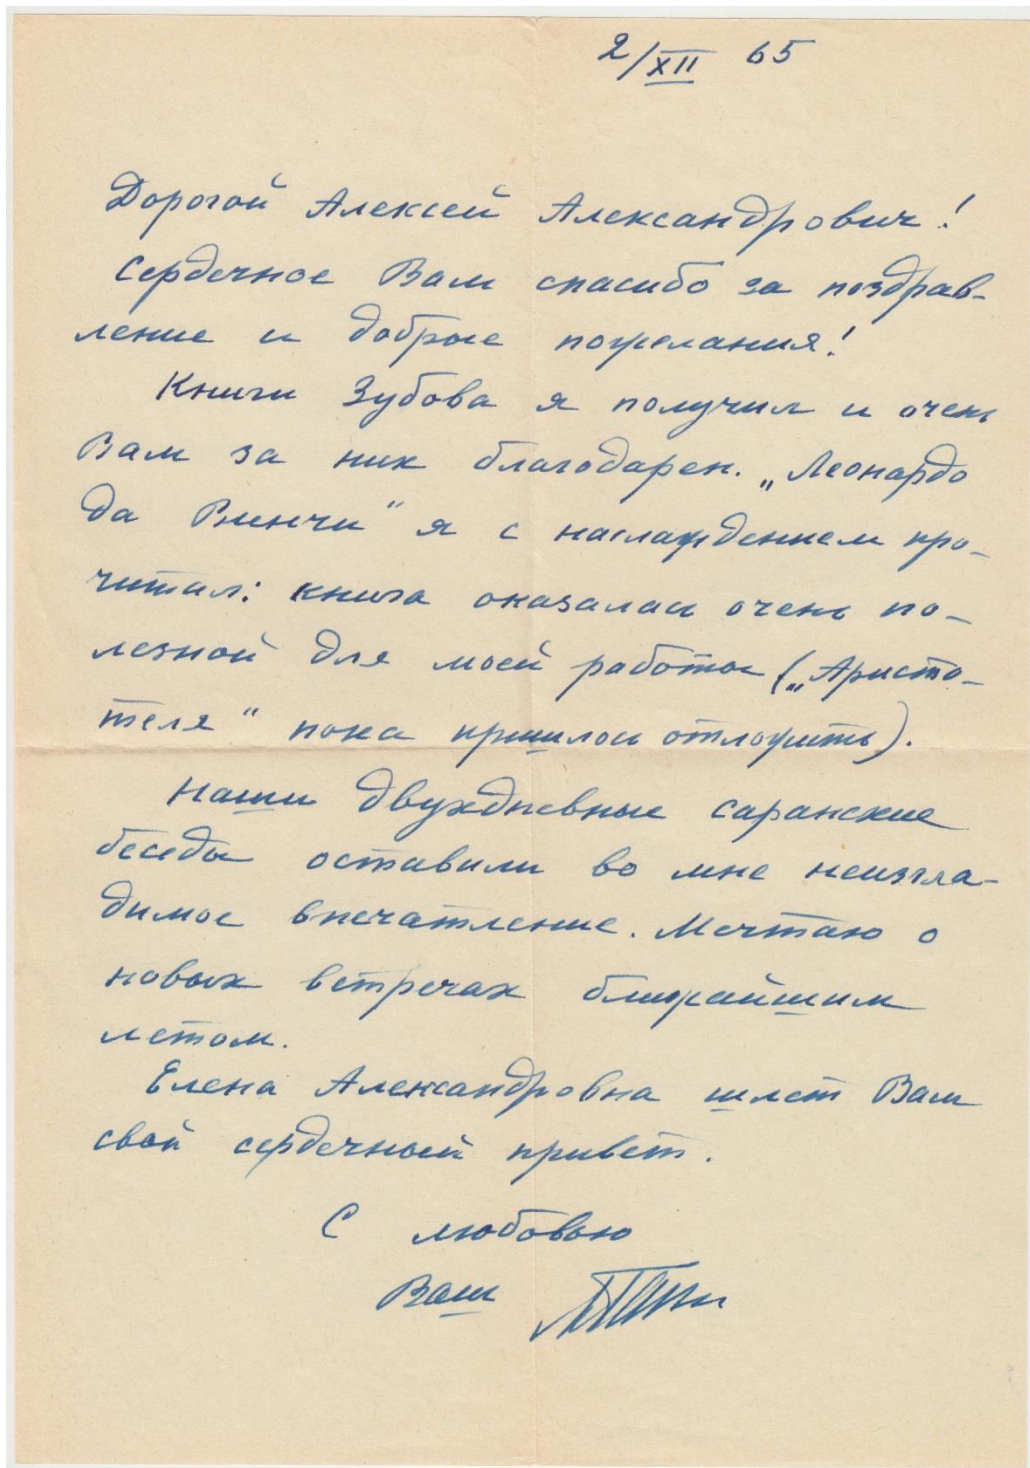 2/XII 65
Дорогой Алексей Александрович!
Сердечное Вам спасибо за поздрав-
ление и добрые пожелания!
Книги Зубова я получил и очень
Вам за них благодарен. „Леонардо
да Винчи“ я с наслаждением про-
читал: книга оказалась очень по-
лезной для моей работы („Аристо-
теля“ пока пришлось отложить).
Наши двухдневные саранские
беседы оставили во мне неизгла-
димое впечатление. Мечтаю о
новых встречах ближайшим
летом.
Елена Александровна шлет Вам
свой сердечный привет.
С любовью
Ваш